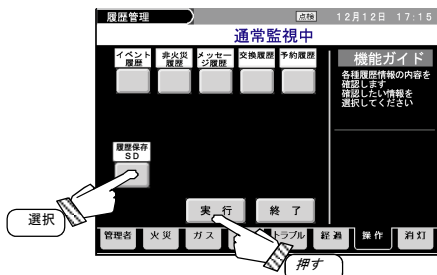 履歴管理
点検
12月12日 17:15
通常監視中
イベント
履歴
非火災
履歴
メッセー
ジ履歴
交換履歴
予約履歴
機能ガイド
各種履歴情報の内容を
確認します
確認したい情報を
選択してください
履歴保存
SD
選択
実行
終了
管理者
火災
ガス
トラブル
経過
操作
消灯
押す